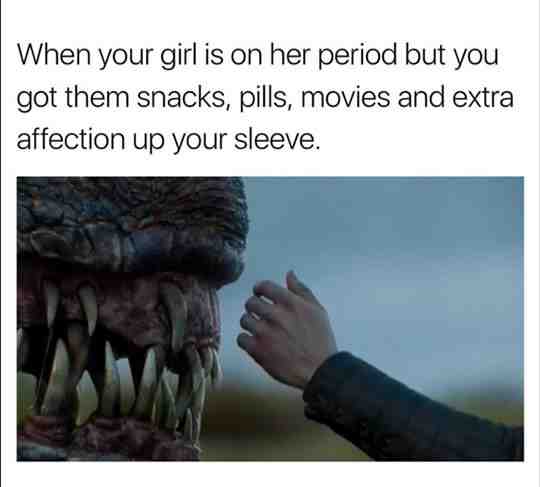 When your girl is on her period but you
got them snacks, pills, movies and extra
affection up your sleeve.